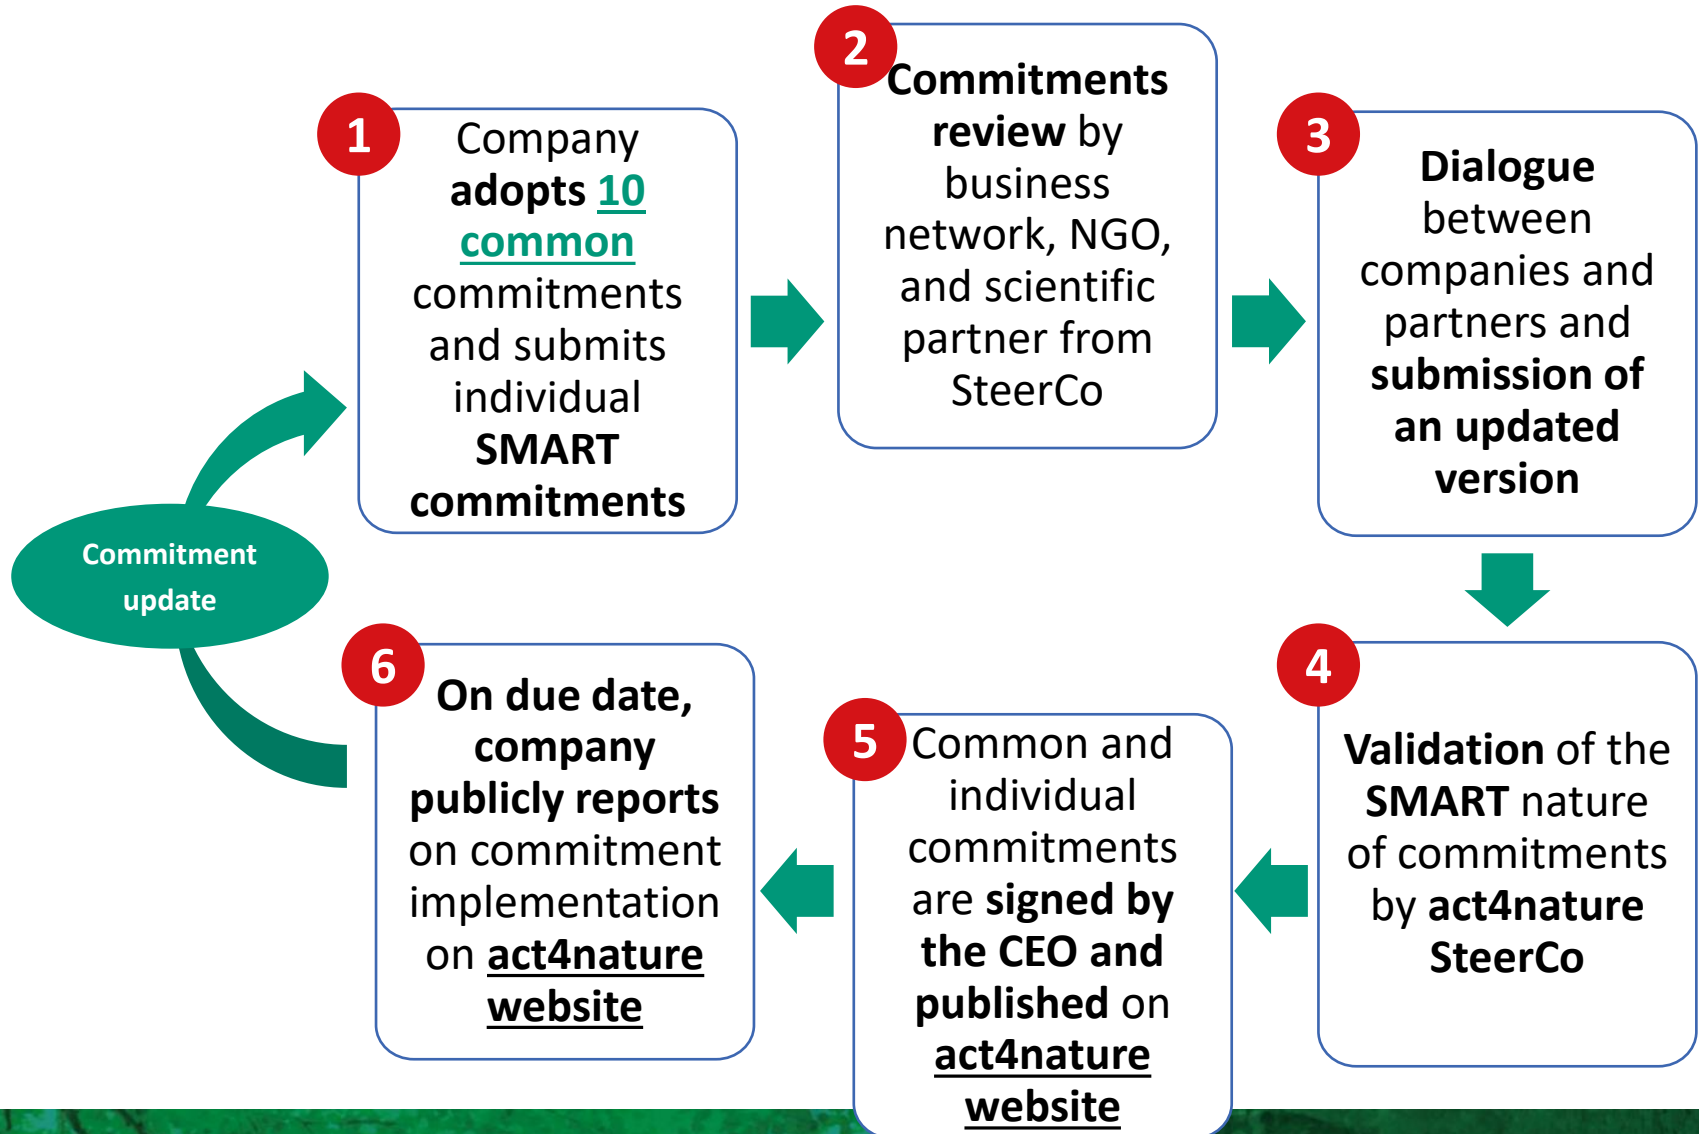 1
Company
adopts 10
common
commitments
and submits
individual
SMART
commitments
2
Commitments
review by
business
network, NGO,
and scientific
partner from
SteerCo
3
Dialogue
between
companies and
partners and
submission of
an updated
version
4
Validation of the
SMART nature
of commitments
by act4nature
SteerCo
5
Common and
individual
commitments
are signed by
the CEO and
published on
act4nature
website
6
On due date,
company
publicly reports
on commitment
implementation
on act4nature
website
Commitment
update